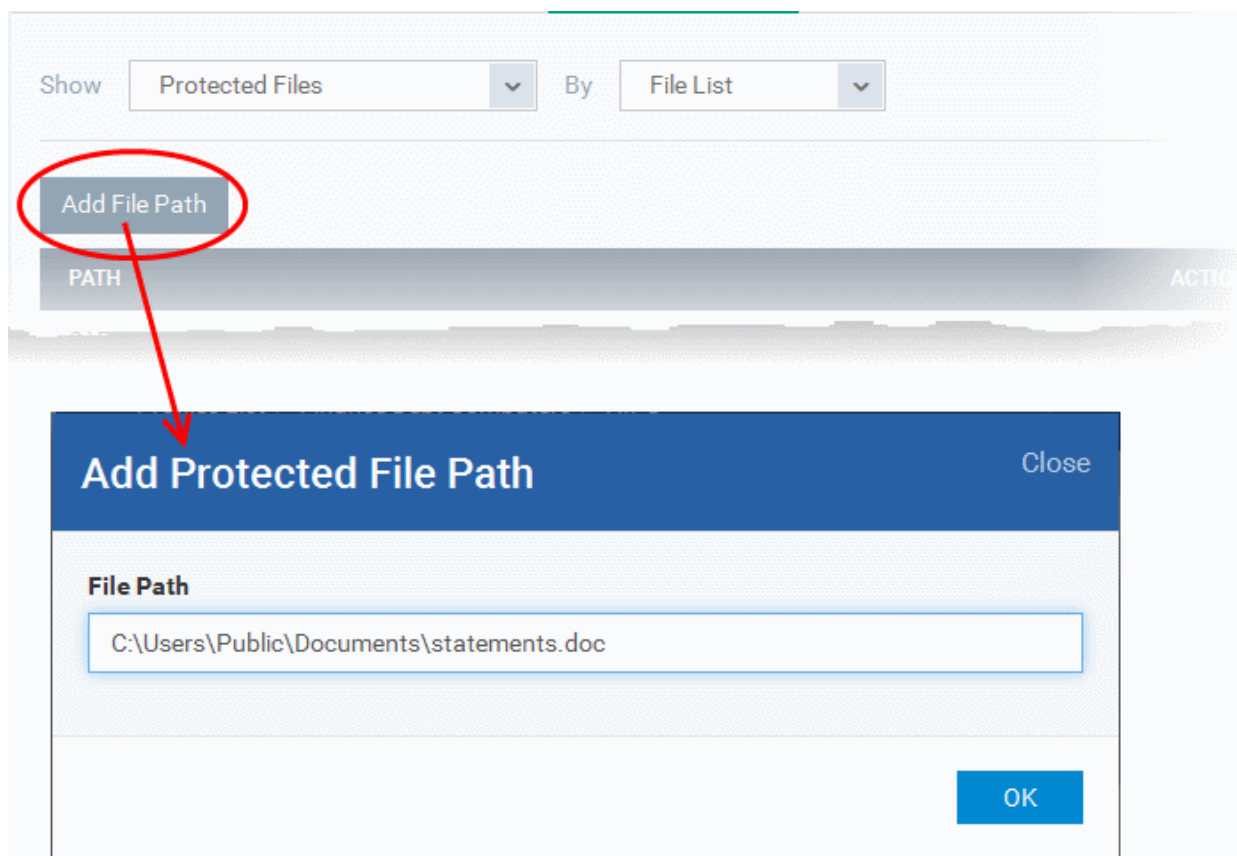 Show Protected Files By File List
Add File Path
PATH
Add Protected File Path Close
File Path
C:\Users\Public\Documents\statements.doc
OK